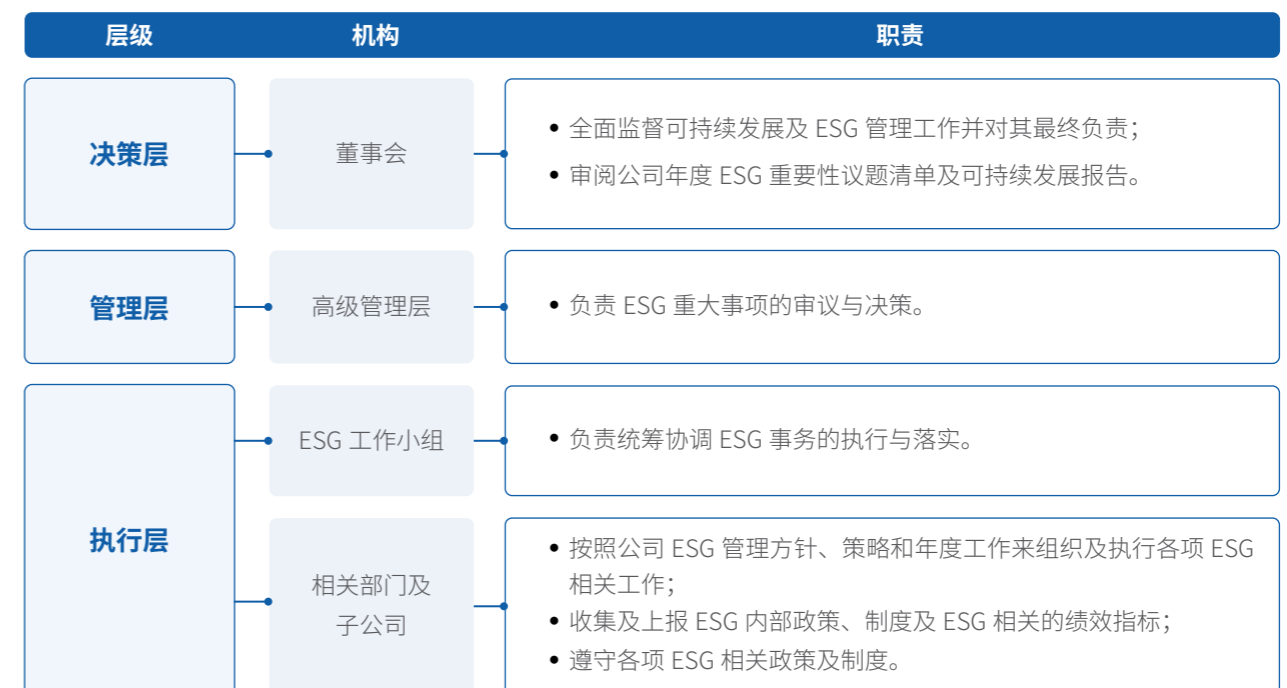 层级 机构 职责
决策层
董事会
• 全面监督可持续发展及 ESG 管理工作并对其最终负责；
• 审阅公司年度 ESG 重要性议题清单及可持续发展报告。
管理层
高级管理层
• 负责 ESG 重大事项的审议与决策。
执行层
ESG 工作小组
• 负责统筹协调 ESG 事务的执行与落实。
相关部门及
子公司
• 按照公司 ESG 管理方针、策略和年度工作来组织及执行各项 ESG
相关工作；
• 收集及上报 ESG 内部政策、制度及 ESG 相关的绩效指标；
• 遵守各项 ESG 相关政策及制度。